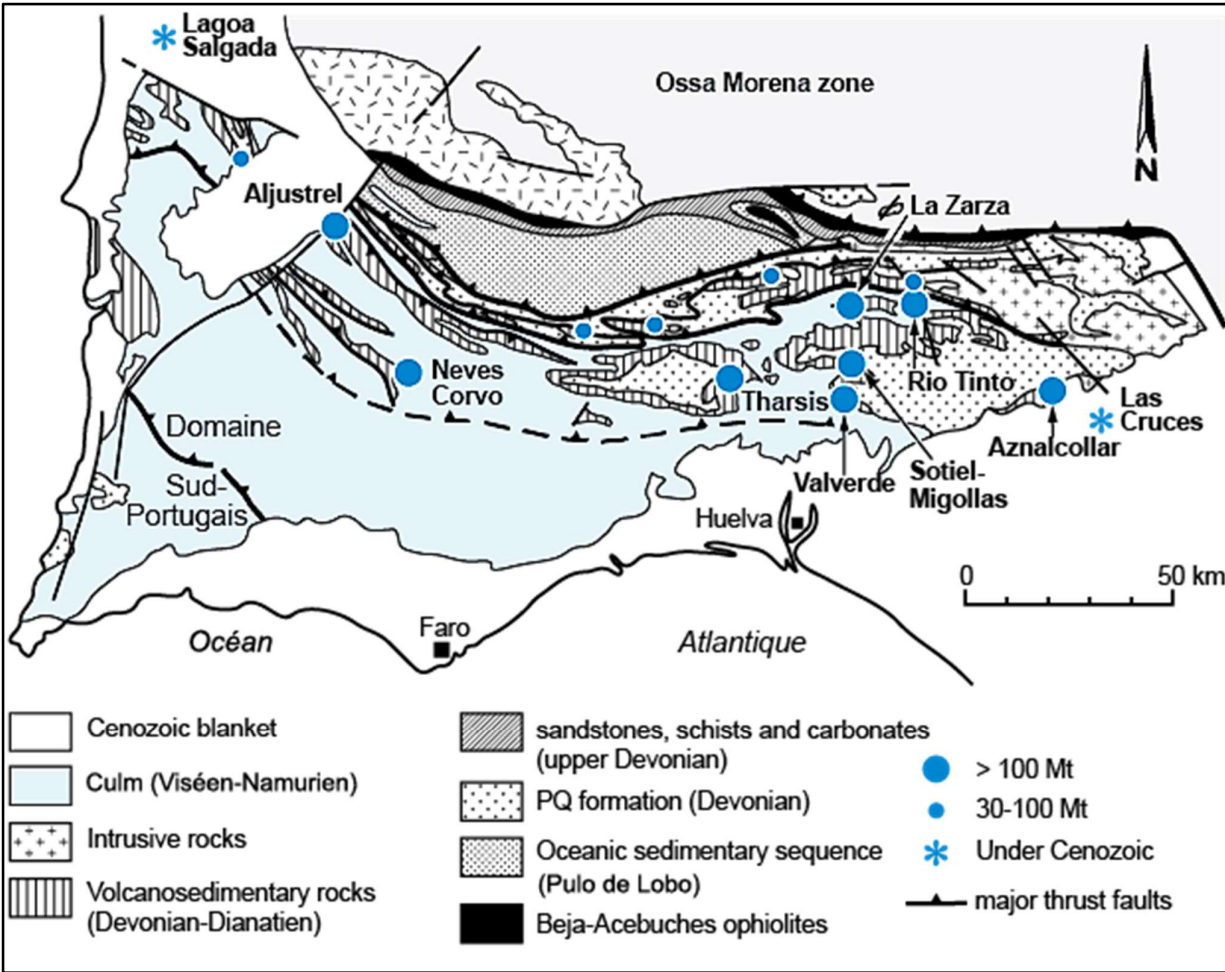 Lagoa
Salgada
Ossa Morena zone
N
Aljustrel
La Zarza
Neves
Corvo
Tharsis
Rio Tinto
Las
Cruces
Aznalcollar
Domaine
Sud-
Portugais
Valverde
Sotiel-
Migollas
Huelva
0 50 km
Faro
Océan
Atlantique
Cenozoic blanket
Culm (Viséen-Namurien)
Intrusive rocks
Volcanosedimentary rocks
(Devonian-Dianatien)
sandstones, schists and carbonates
(upper Devonian)
PQ formation (Devonian)
Oceanic sedimentary sequence
(Pulo de Lobo)
Beja-Acebuches ophiolites
> 100 Mt
30-100 Mt
Under Cenozoic
major thrust faults